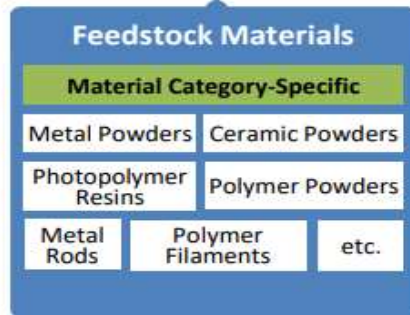 Feedstock Materials
Material Category-Specific
Metal Powders Ceramic Powders
Photopolymer
Resins
Polymer Powders
Metal
Rods
Polymer
Filaments
etc.